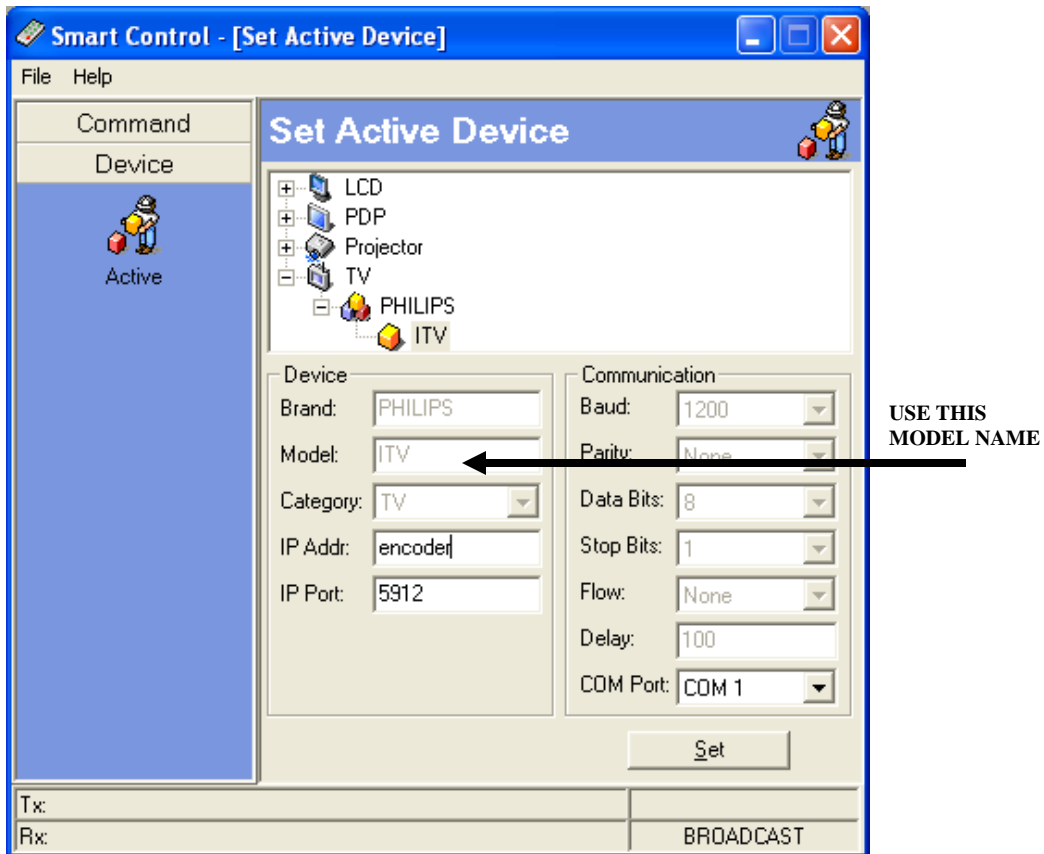 Smart Control - [Set Active Device]
File Help
Command
Device
Active
Set Active Device
LCD
PDP
Projector
TV
PHILIPS
ITV
Device
Brand: PHILIPS
Model: ITV
Category: TV
IP Addr: encoder
IP Port: 5912
Communication
Baud: 1200
Parity: None
Data Bits: 8
Stop Bits: 1
Flow: None
Delay: 100
COM Port: COM 1
Set
USE THIS
MODEL NAME
Tx:
Rx:
BROADCAST